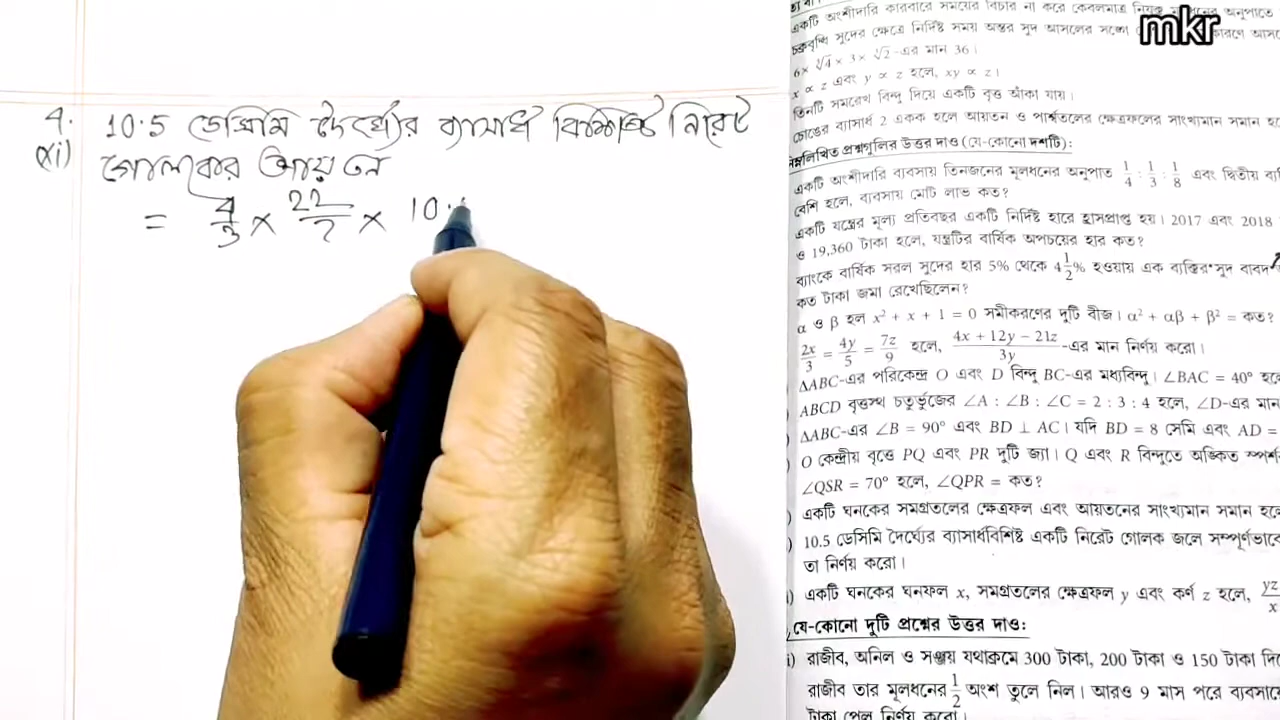 mkr
4. 10.5 ডেসিমি দৈর্ঘ্যের ব্যাসার্ধ বিশিষ্ট নিরেট
(xi) গোলকের আয়তন
= 4/3 × 22/7 × 10.
একটি অংশীদারি কারবারে সময়ের বিচার না করে কেবলমাত্র নিযুক্ত মূলধনের অনুপাতে
চক্রবৃদ্ধি সুদের ক্ষেত্রে নির্দিষ্ট সময় অন্তর সুদ আসলের সঙ্গে
6× ∛4 × 3 × ∛2 -এর মান 36।
x ∝ z এবং y ∝ z হলে, xy ∝ z।
তিনটি সমরেখ বিন্দু দিয়ে একটি বৃত্ত আঁকা যায়।
চোঙের ব্যাসার্ধ 2 একক হলে আয়তন ও পার্শ্বতলের ক্ষেত্রফলের সাংখ্যমান সমান
নিম্নলিখিত প্রশ্নগুলির উত্তর দাও (যে-কোনো দশটি):
একটি অংশীদারি ব্যবসায় তিনজনের মূলধনের অনুপাত 1/4 : 1/3 : 1/8 এবং দ্বিতীয়
বেশি হলে, ব্যবসায় মোট লাভ কত?
একটি যন্ত্রের মূল্য প্রতিবছর একটি নির্দিষ্ট হারে হ্রাসপ্রাপ্ত হয়। 2017 এবং 2018
ও 19,360 টাকা হলে, যন্ত্রটির বার্ষিক অপচয়ের হার কত?
ব্যাংকে বার্ষিক সরল সুদের হার 5% থেকে 4 1/2% হওয়ায় এক ব্যক্তির সুদ বাবদ
কত টাকা জমা রেখেছিলেন?
α ও β হল x² + x + 1 = 0 সমীকরণের দুটি বীজ। α² + αβ + β² = কত?
2x/3 = 4y/5 = 7z/9 হলে, (4x + 12y − 21z)/3y -এর মান নির্ণয় করো।
ΔABC-এর পরিকেন্দ্র O এবং D বিন্দু BC-এর মধ্যবিন্দু। ∠BAC = 40°
ABCD বৃত্তস্থ চতুর্ভুজের ∠A : ∠B : ∠C = 2 : 3 : 4 হলে, ∠D-এর মান
ΔABC-এর ∠B = 90° এবং BD ⊥ AC। যদি BD = 8 সেমি এবং AD =
O কেন্দ্রীয় বৃত্তে PQ এবং PR দুটি জ্যা। Q এবং R বিন্দুতে অঙ্কিত
∠QSR = 70° হলে, ∠QPR = কত?
একটি ঘনকের সমগ্রতলের ক্ষেত্রফল এবং আয়তনের সাংখ্যমান সমান
) 10.5 ডেসিমি দৈর্ঘ্যের ব্যাসার্ধবিশিষ্ট একটি নিরেট গোলক জলে
তা নির্ণয় করো।
) একটি ঘনকের ঘনফল x, সমগ্রতলের ক্ষেত্রফল y এবং কর্ণ z হলে, yz/x
যে-কোনো দুটি প্রশ্নের উত্তর দাও:
i) রাজীব, অনিল ও সঞ্জয় যথাক্রমে 300 টাকা, 200 টাকা ও 150 টাকা
রাজীব তার মূলধনের 1/2 অংশ তুলে নিল। আরও 9 মাস পরে
টাকা পেল নির্ণয় করো।